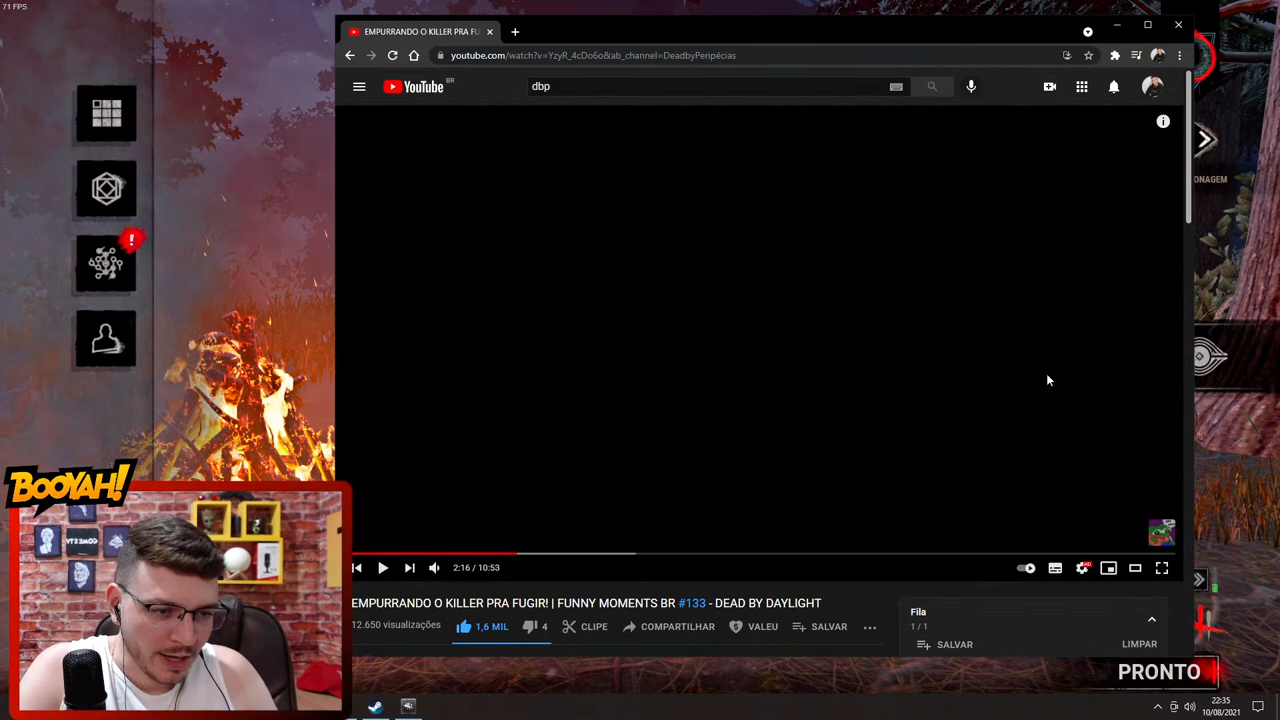 71 FPS
EMPURRANDO O KILLER PRA FU
youtube.com/watch?v=YzyR_4cDo6o&ab_channel=DeadbyPeripécias
YouTube BR
dbp
ONAGEM
BOOYAH!
2:16 / 10:53
HD
EMPURRANDO O KILLER PRA FUGIR! | FUNNY MOMENTS BR #133 - DEAD BY DAYLIGHT
12.650 visualizações
1,6 MIL
4
CLIPE
COMPARTILHAR
VALEU
SALVAR
Fila
1 / 1
SALVAR
LIMPAR
PRONTO
22:35
10/08/2021